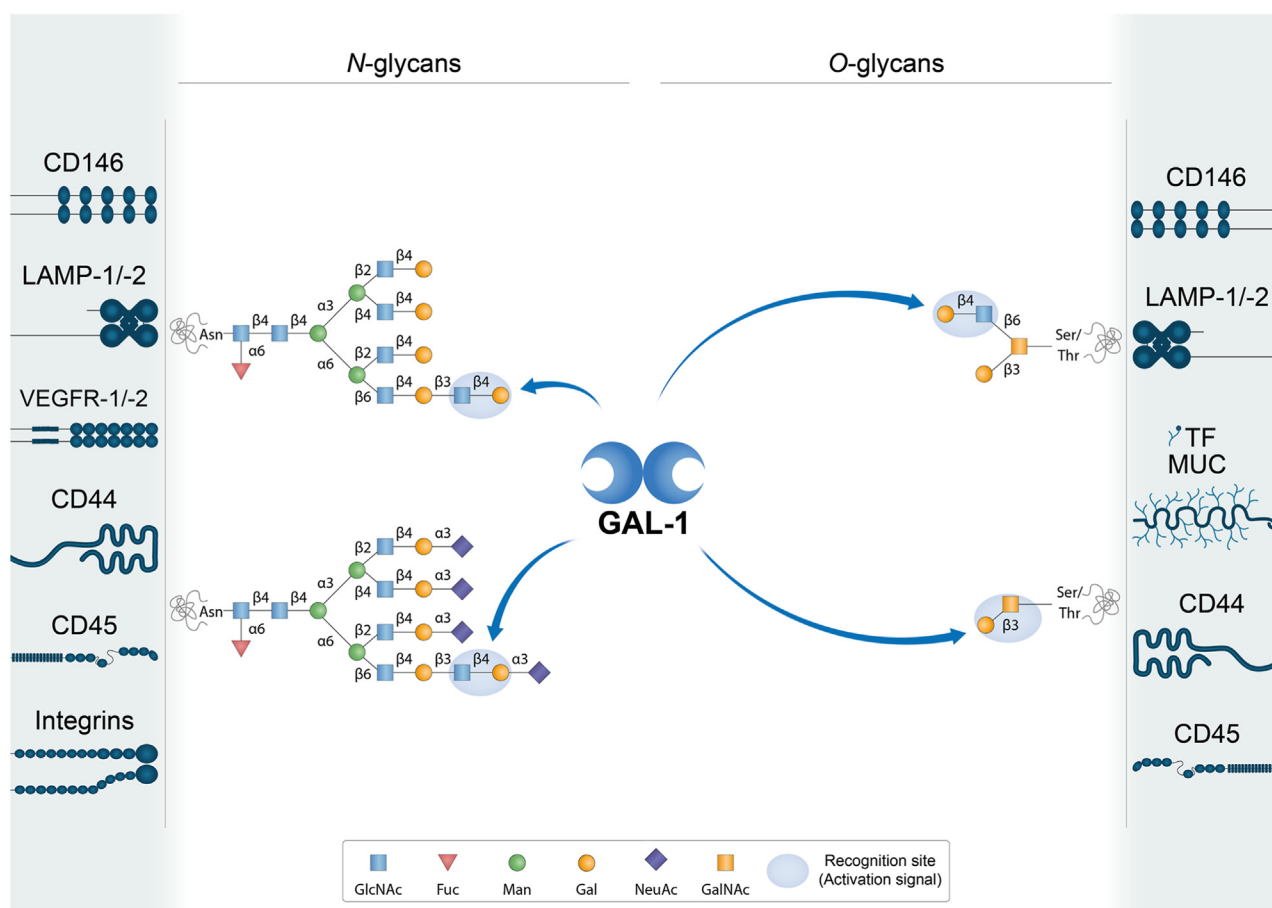 N-glycans
O-glycans
CD146
LAMP-1/-2
VEGFR-1/-2
CD44
CD45
Integrins
β2
β4
β4
α3
β4
β4
Asn
α6
α6
β2
β4
β6
β4
β3
β4
β4
β6
Ser/
Thr
β3
GAL-1
β2
β4
α3
α3
β4
β4
α3
β4
β4
Asn
α6
α6
β2
β4
α3
β6
β4
β3
β4
α3
Ser/
Thr
β3
CD146
LAMP-1/-2
TF
MUC
CD44
CD45
GlcNAc
Fuc
Man
Gal
NeuAc
GalNAc
Recognition site
(Activation signal)